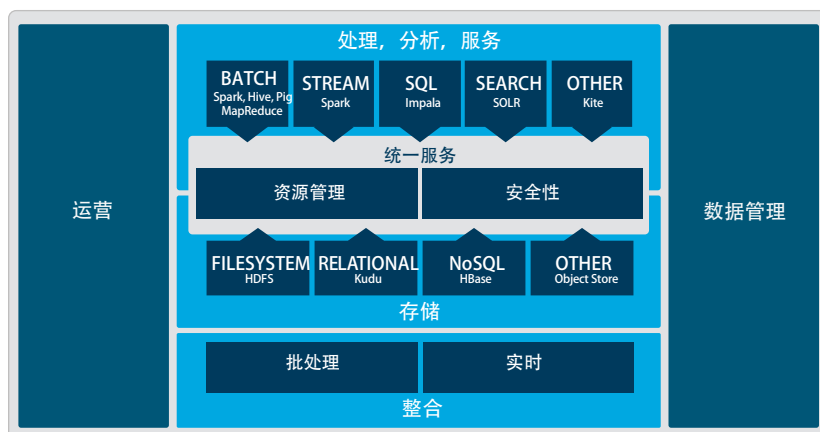 处理，分析，服务
BATCH
Spark, Hive, Pig
MapReduce
STREAM
Spark
SQL
Impala
SEARCH
SOLR
OTHER
Kite
统一服务
资源管理
安全性
运营
数据管理
FILESYSTEM
HDFS
RELATIONAL
Kudu
NoSQL
HBase
OTHER
Object Store
存储
批处理
实时
整合